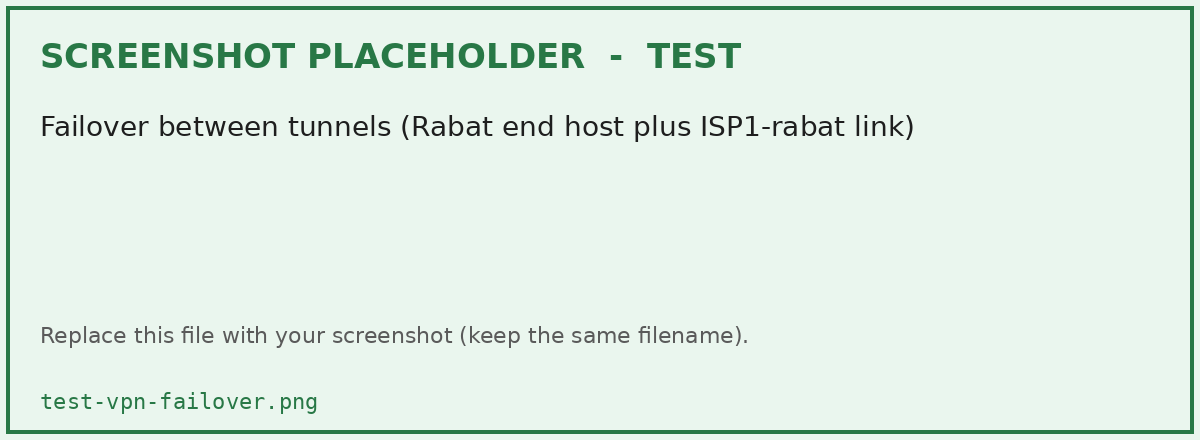 SCREENSHOT PLACEHOLDER - TEST
Failover between tunnels (Rabat end host plus ISP1-rabat link)
Replace this file with your screenshot (keep the same filename).
test-vpn-failover.png